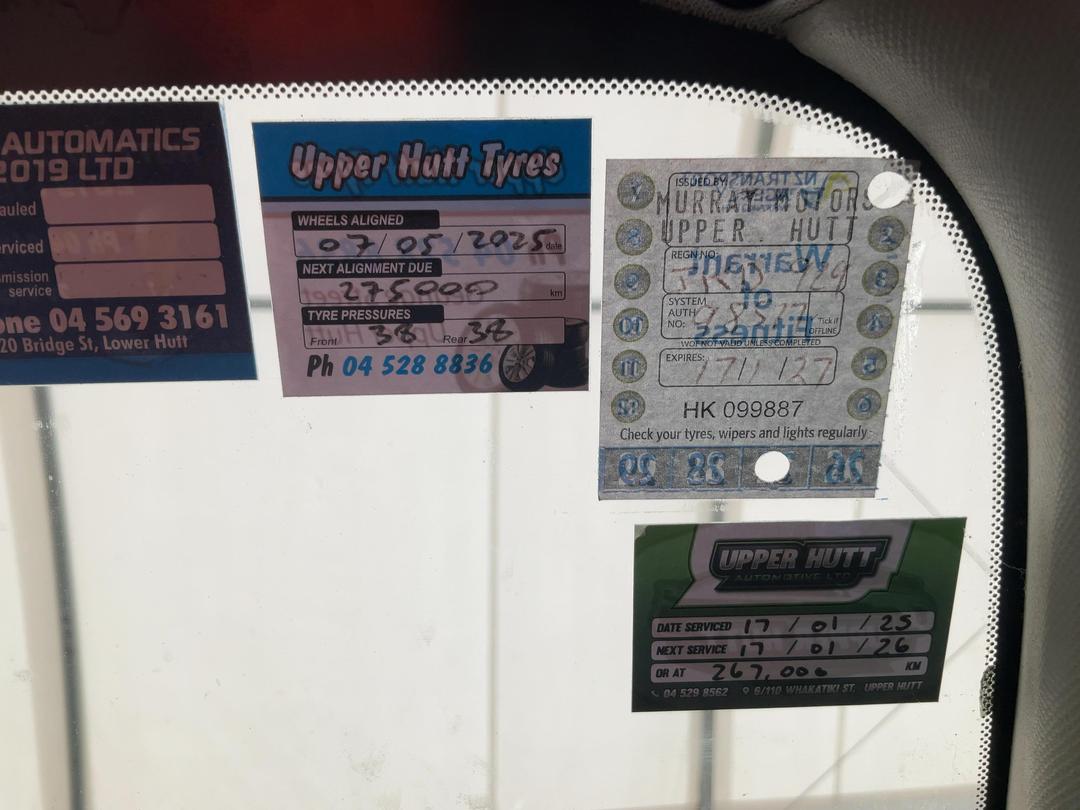 AUTOMATICS
2019 LTD
auled
erviced
mission
service
one 04 569 3161
20 Bridge St, Lower Hutt
Upper Hutt Tyres
WHEELS ALIGNED
07 / 05 / 2025 date
NEXT ALIGNMENT DUE
275000 km
TYRE PRESSURES
Front 38 Rear 38
Ph 04 528 8836
ISSUED BY:
MURRAY MOTORS
UPPER HUTT
NZ TRANSPORT
AGENCY
Warrant
of
Fitness
REGN NO:
SYSTEM
AUTH
NO:
Tick if
OFFLINE
WOF NOT VALID UNLESS COMPLETED
EXPIRES: 17/1/27
7 8 9 10 11 12
2 3 4 5 6
HK 099887
Check your tyres, wipers and lights regularly
29 28 26
UPPER HUTT
AUTOMOTIVE LTD
DATE SERVICED 17 / 01 / 25
NEXT SERVICE 17 / 01 / 26
OR AT 267,000 KM
04 529 8562 6/110 WHAKATIKI ST. UPPER HUTT